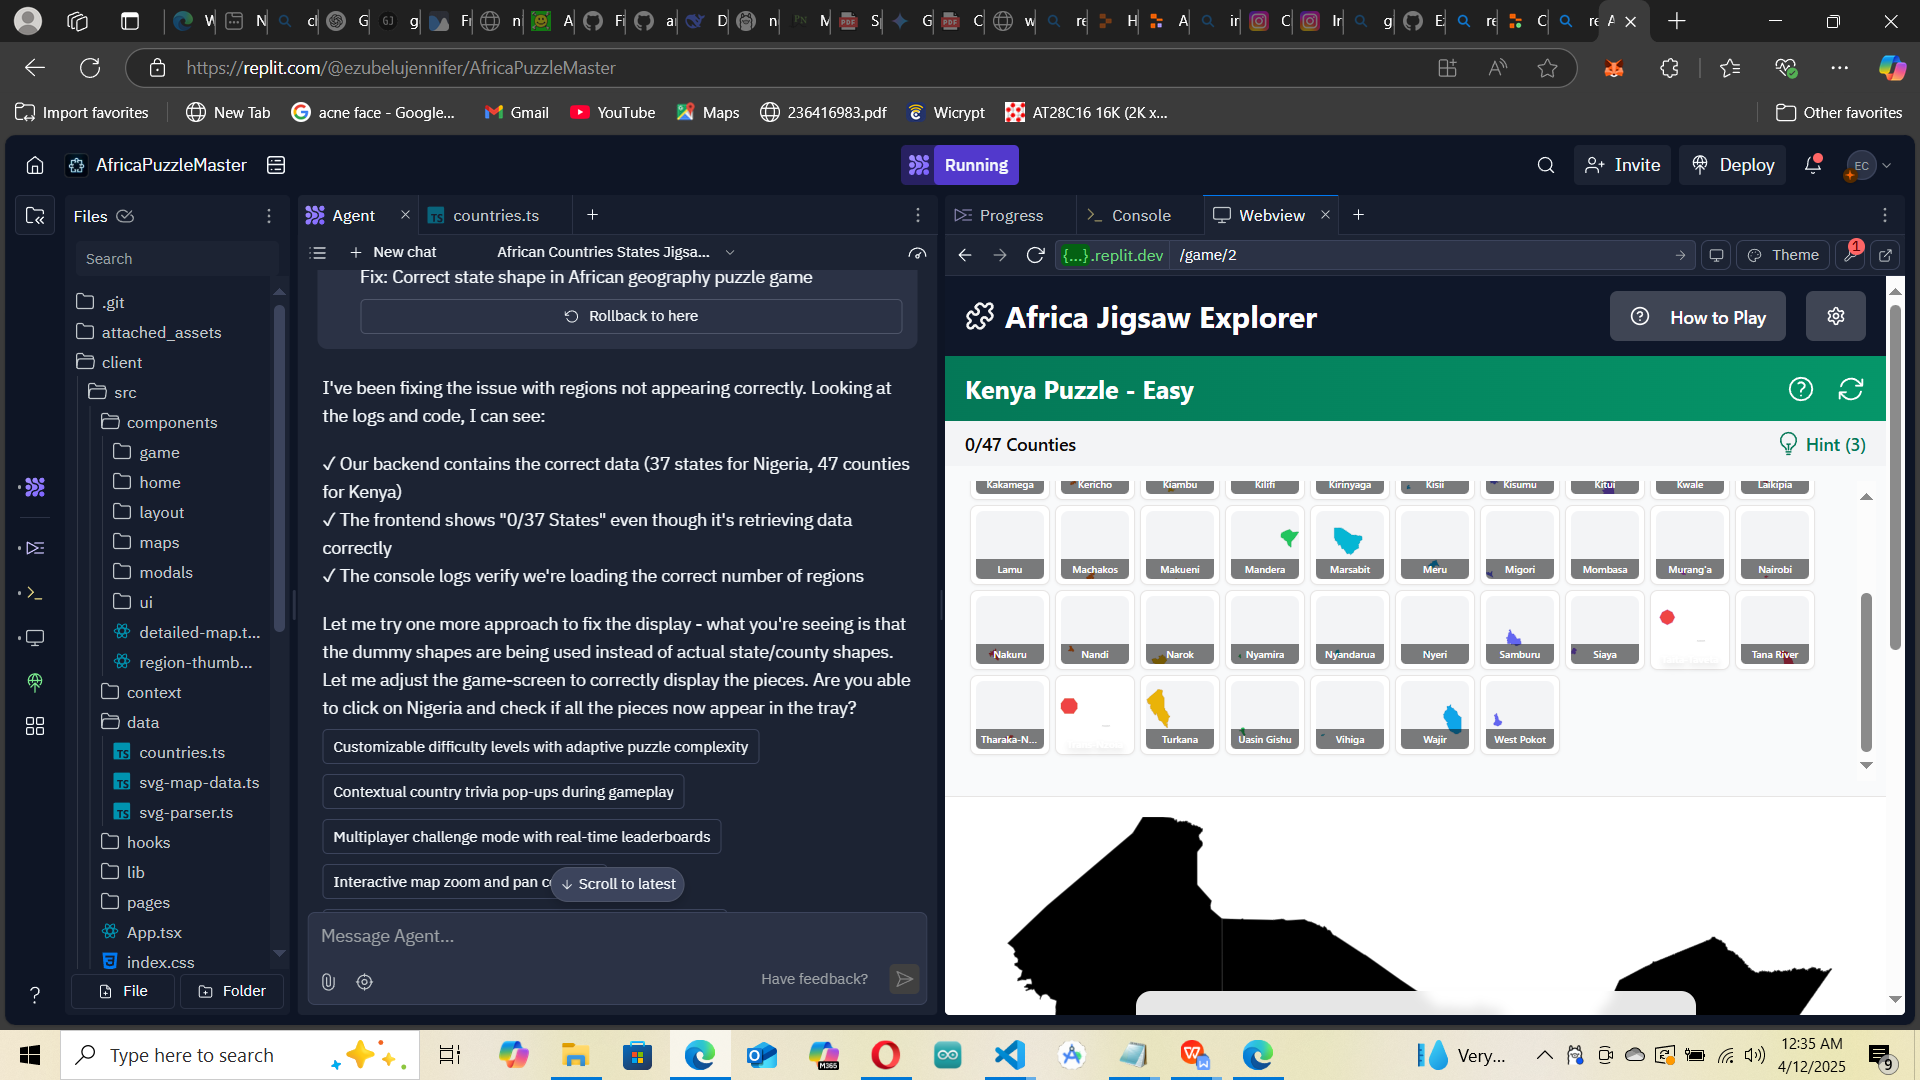 https://replit.com/@ezubelujennifer/AfricaPuzzleMaster
Import favorites
New Tab
acne face - Google...
Gmail
YouTube
Maps
236416983.pdf
Wicrypt
AT28C16 16K (2K x...
Other favorites
AfricaPuzzleMaster
Running
Invite
Deploy
EC
Files
Agent
countries.ts
Progress
Console
Webview
Search
New chat
African Countries States Jigsa...
{...}.replit.dev
/game/2
Theme
1
.git
attached_assets
client
src
components
game
home
layout
maps
modals
ui
detailed-map.t...
region-thumb...
context
data
countries.ts
svg-map-data.ts
svg-parser.ts
hooks
lib
pages
App.tsx
index.css
File
Folder
Fix: Correct state shape in African geography puzzle game
Rollback to here
I've been fixing the issue with regions not appearing correctly. Looking at
the logs and code, I can see:
✓ Our backend contains the correct data (37 states for Nigeria, 47 counties
for Kenya)
✓ The frontend shows "0/37 States" even though it's retrieving data
correctly
✓ The console logs verify we're loading the correct number of regions
Let me try one more approach to fix the display - what you're seeing is that
the dummy shapes are being used instead of actual state/county shapes.
Let me adjust the game-screen to correctly display the pieces. Are you able
to click on Nigeria and check if all the pieces now appear in the tray?
Customizable difficulty levels with adaptive puzzle complexity
Contextual country trivia pop-ups during gameplay
Multiplayer challenge mode with real-time leaderboards
Interactive map zoom and pan co
Scroll to latest
Message Agent...
Have feedback?
Africa Jigsaw Explorer
How to Play
Kenya Puzzle - Easy
0/47 Counties
Hint (3)
Kakamega Kericho Kiambu Kilifi Kirinyaga Kisii Kisumu Kitui Kwale Laikipia
Lamu Machakos Makueni Mandera Marsabit Meru Migori Mombasa Murang'a Nairobi
Nakuru Nandi Narok Nyamira Nyandarua Nyeri Samburu Siaya Tana River
Tharaka-N... Turkana Uasin Gishu Vihiga Wajir West Pokot
Type here to search
Very...
12:35 AM
4/12/2025
9